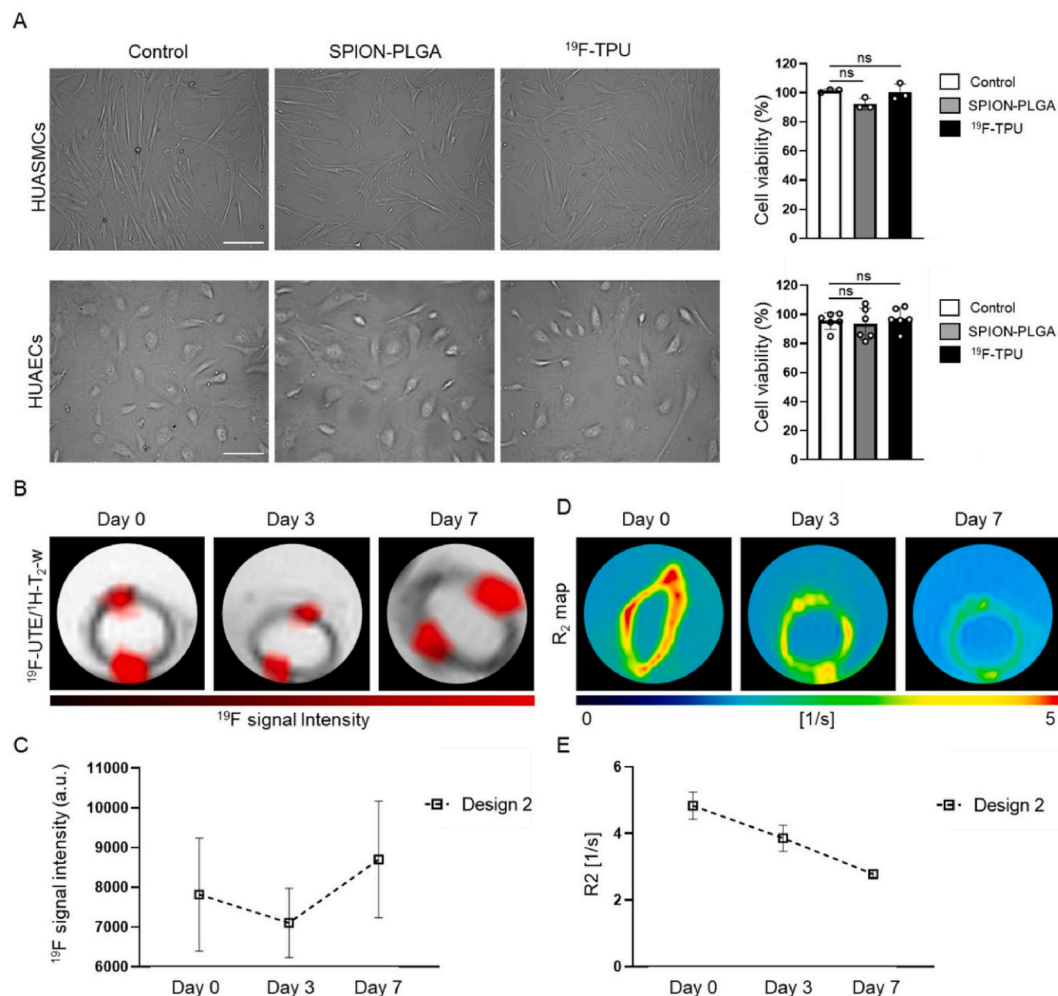 A
Control
SPION-PLGA
¹⁹F-TPU
HUASMCs
Cell viability (%)
120
100
80
60
40
20
0
ns
ns
Control
SPION-PLGA
¹⁹F-TPU
HUAECs
Cell viability (%)
120
100
80
60
40
20
0
ns
ns
Control
SPION-PLGA
¹⁹F-TPU
B
Day 0
Day 3
Day 7
¹⁹F-UTE/¹H-T₂-w
¹⁹F signal Intensity
D
Day 0
Day 3
Day 7
R₂ map
0
[1/s]
5
C
¹⁹F signal intensity (a.u.)
11000
10000
9000
8000
7000
6000
Day 0
Day 3
Day 7
Design 2
E
R2 [1/s]
6
4
2
0
Day 0
Day 3
Day 7
Design 2